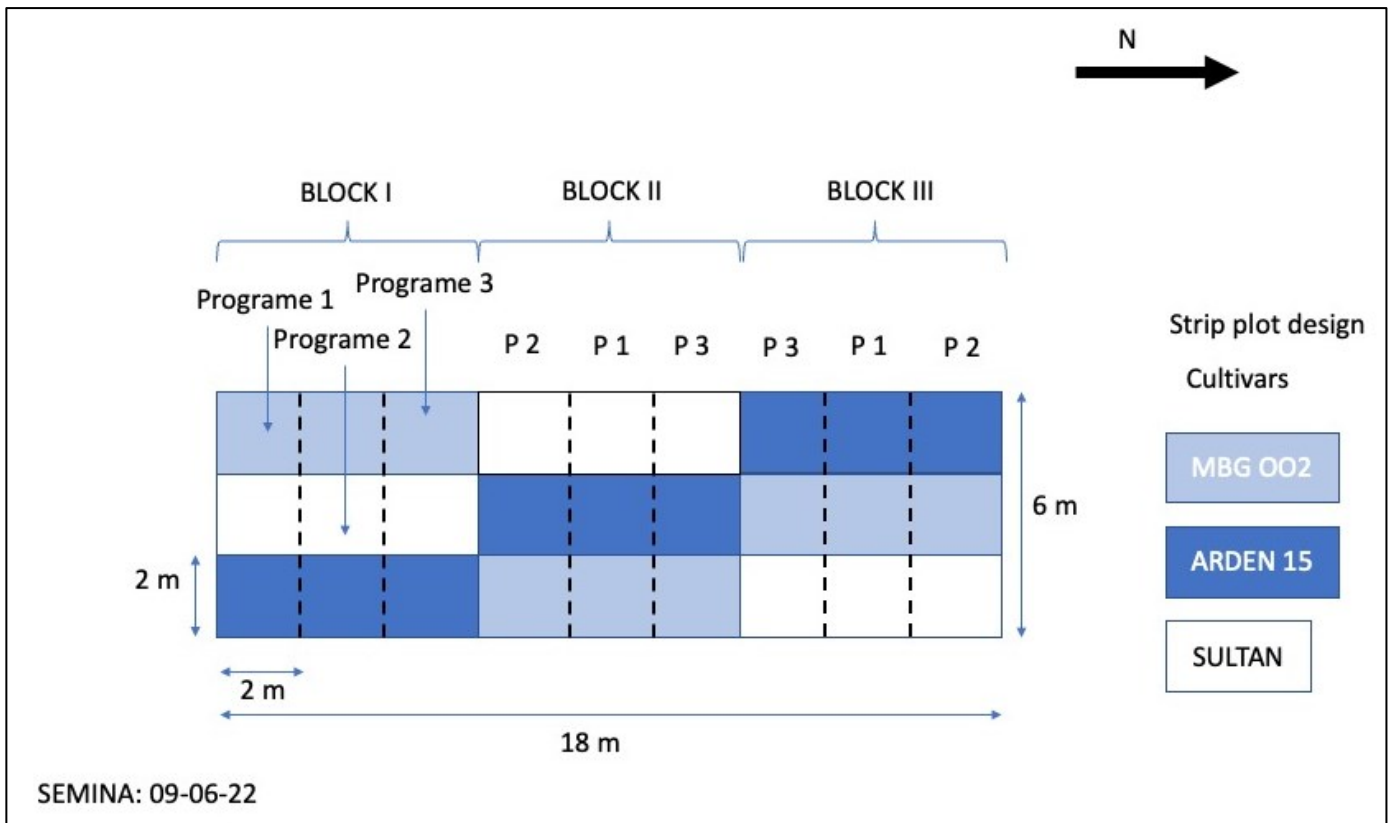 N
BLOCK I
BLOCK II
BLOCK III
Programe 1
Programe 3
Programe 2
P 2
P 1
P 3
P 3
P 1
P 2
Strip plot design
Cultivars
MBG OO2
ARDEN 15
SULTAN
6 m
2 m
2 m
18 m
SEMINA: 09-06-22